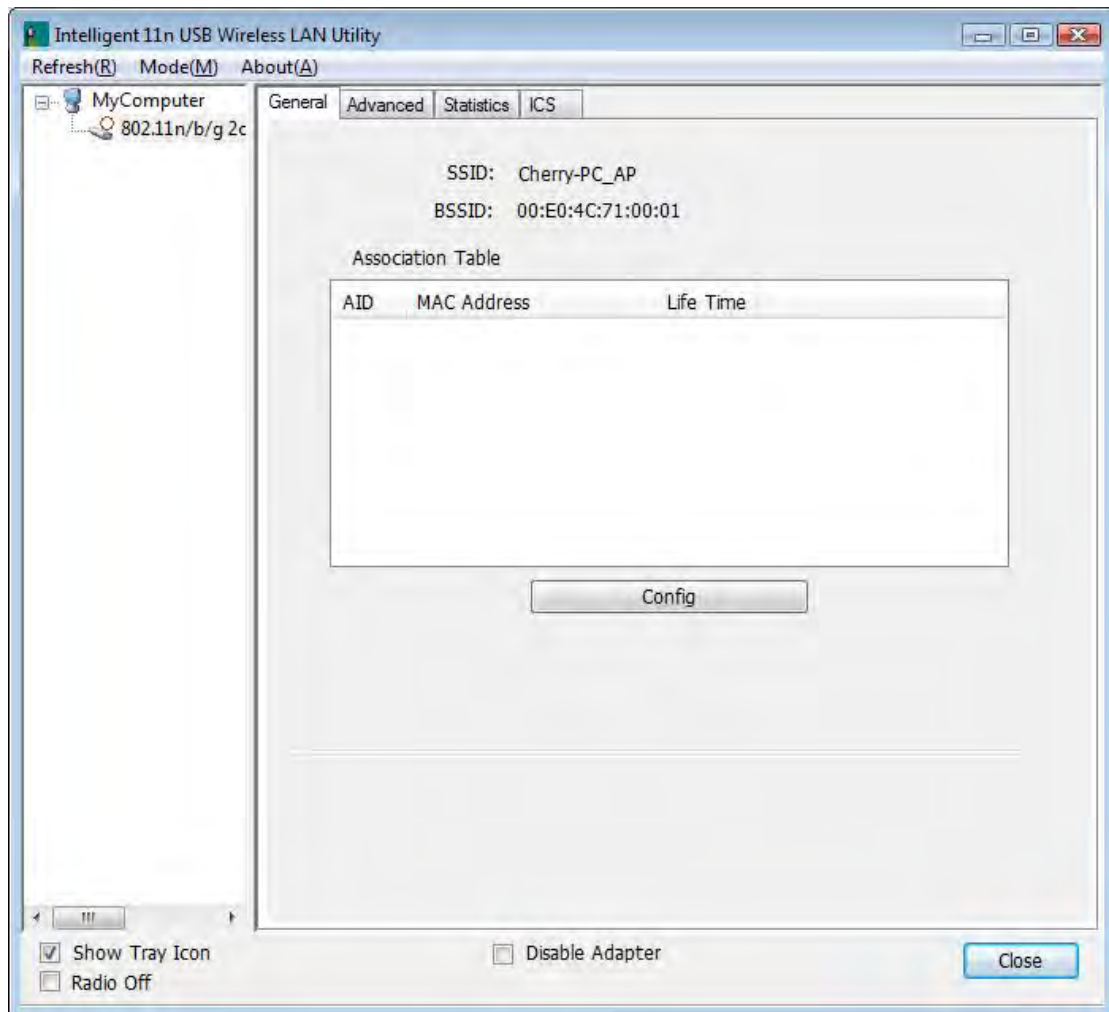 Intelligent 11n USB Wireless LAN Utility
Refresh(R) Mode(M) About(A)
MyComputer
802.11n/b/g 2c
General Advanced Statistics ICS
SSID: Cherry-PC_AP
BSSID: 00:E0:4C:71:00:01
Association Table
AID MAC Address Life Time
Config
Show Tray Icon
Radio Off
Disable Adapter
Close